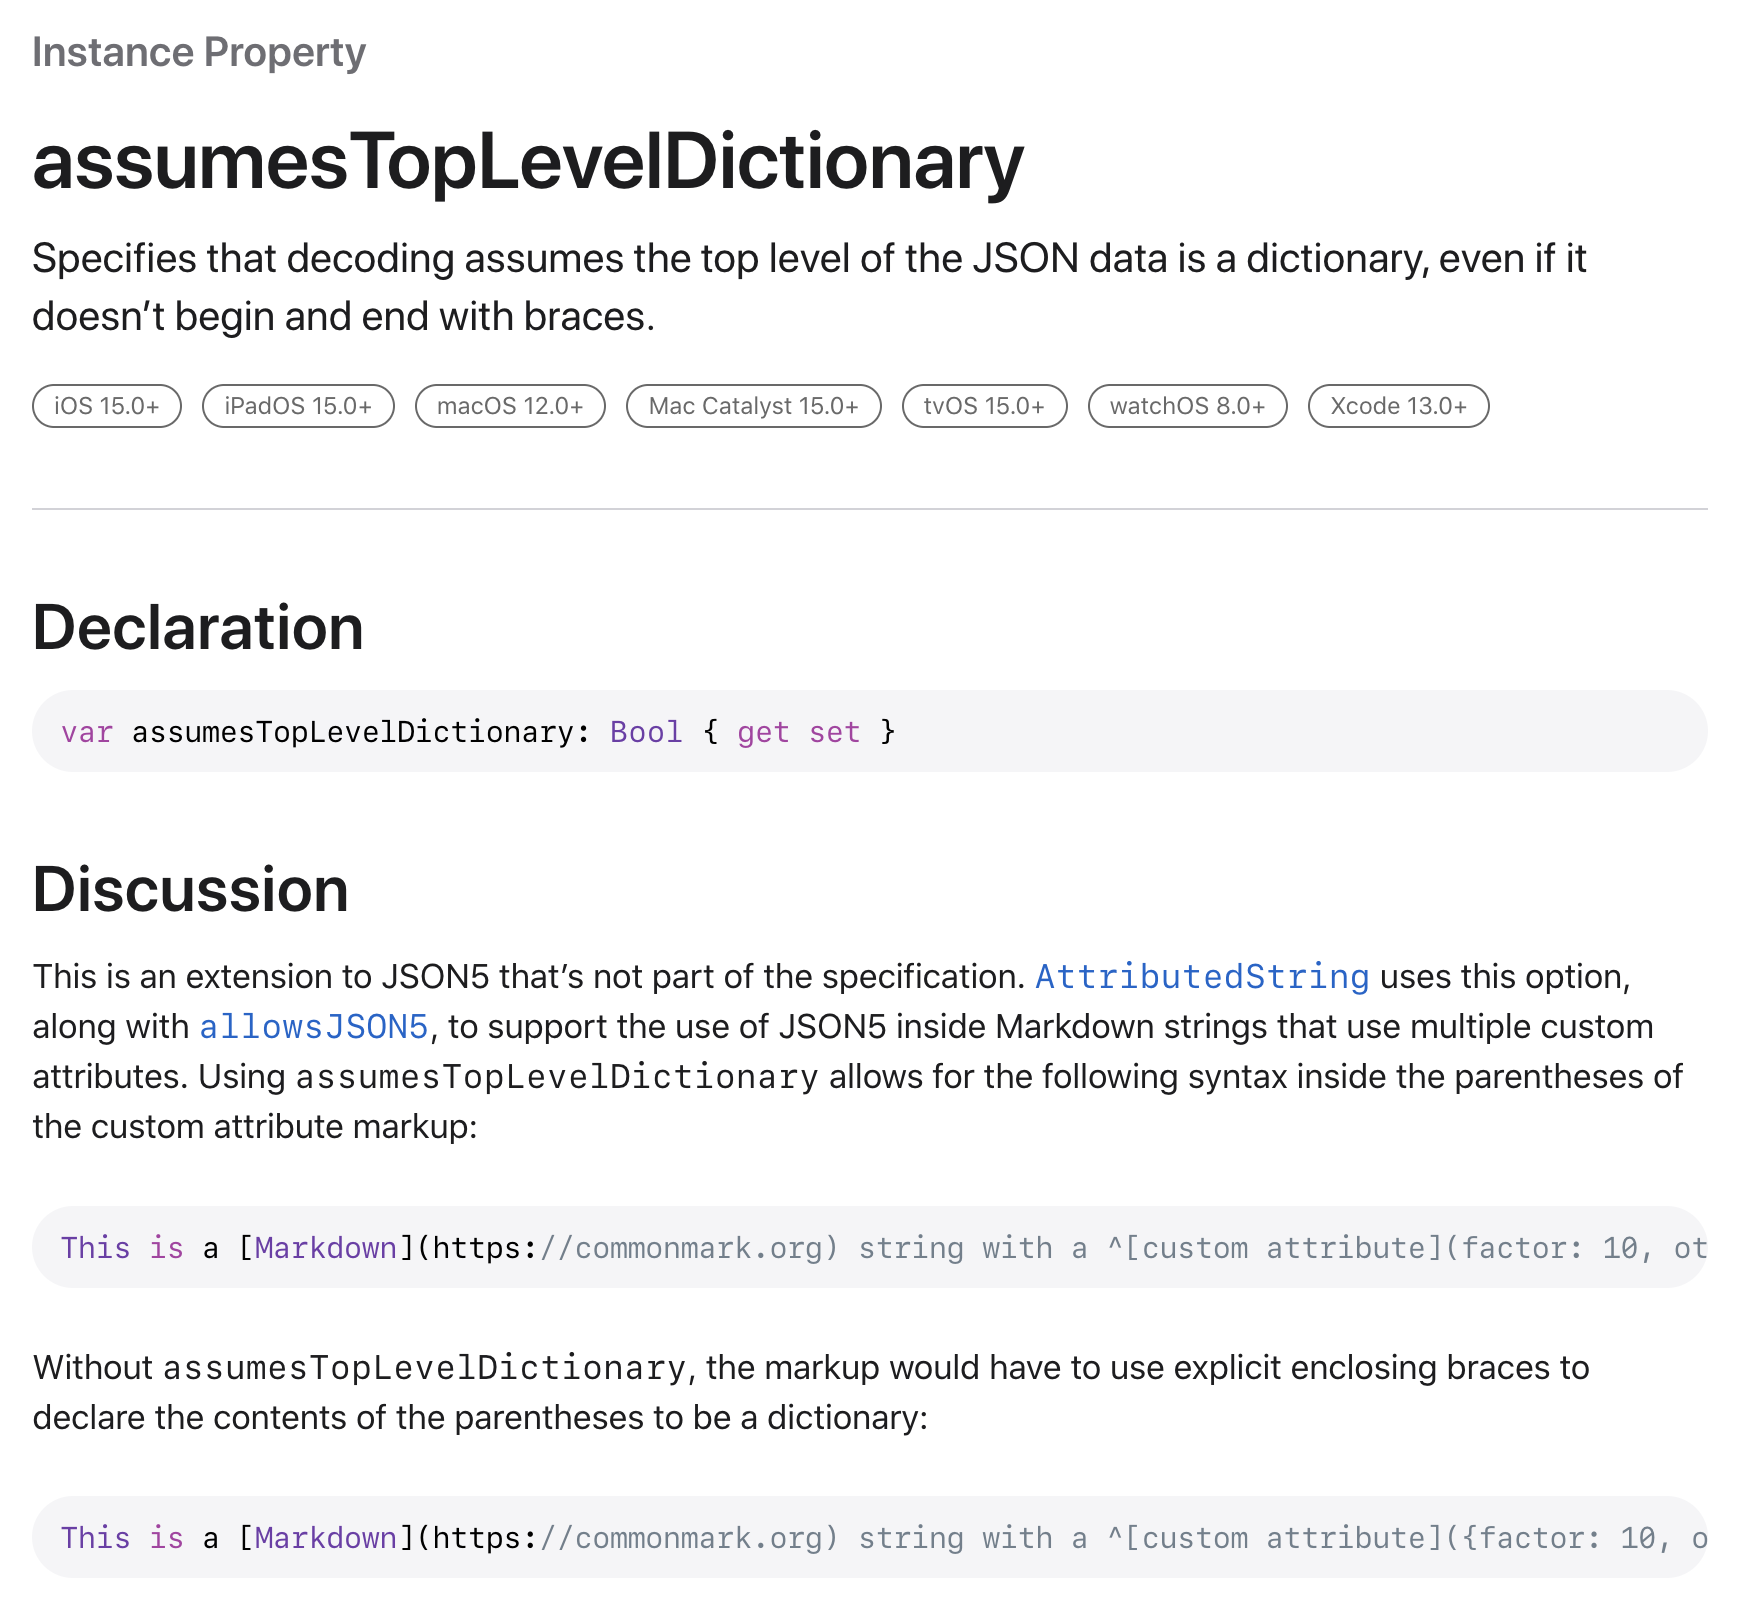 Instance Property
assumesTopLevelDictionary
Specifies that decoding assumes the top level of the JSON data is a dictionary, even if it
doesn’t begin and end with braces.
iOS 15.0+ iPadOS 15.0+ macOS 12.0+ Mac Catalyst 15.0+ tvOS 15.0+ watchOS 8.0+ Xcode 13.0+
Declaration
var assumesTopLevelDictionary: Bool { get set }
Discussion
This is an extension to JSON5 that’s not part of the specification. AttributedString uses this option,
along with allowsJSON5, to support the use of JSON5 inside Markdown strings that use multiple custom
attributes. Using assumesTopLevelDictionary allows for the following syntax inside the parentheses of
the custom attribute markup:
This is a [Markdown](https://commonmark.org) string with a ^[custom attribute](factor: 10, ot
Without assumesTopLevelDictionary, the markup would have to use explicit enclosing braces to
declare the contents of the parentheses to be a dictionary:
This is a [Markdown](https://commonmark.org) string with a ^[custom attribute]({factor: 10, o